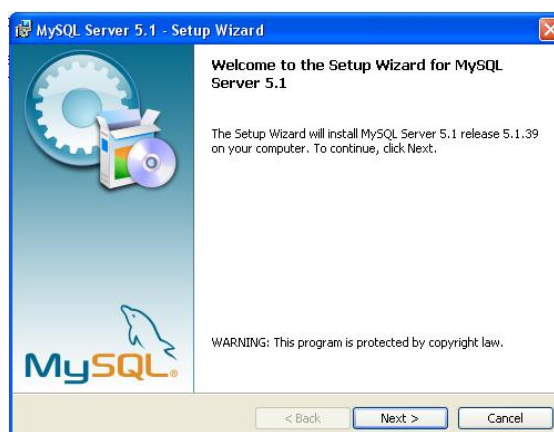 MySQL Server 5.1 - Setup Wizard
Welcome to the Setup Wizard for MySQL
Server 5.1
The Setup Wizard will install MySQL Server 5.1 release 5.1.39
on your computer. To continue, click Next.
WARNING: This program is protected by copyright law.
MySQL®
< Back Next > Cancel